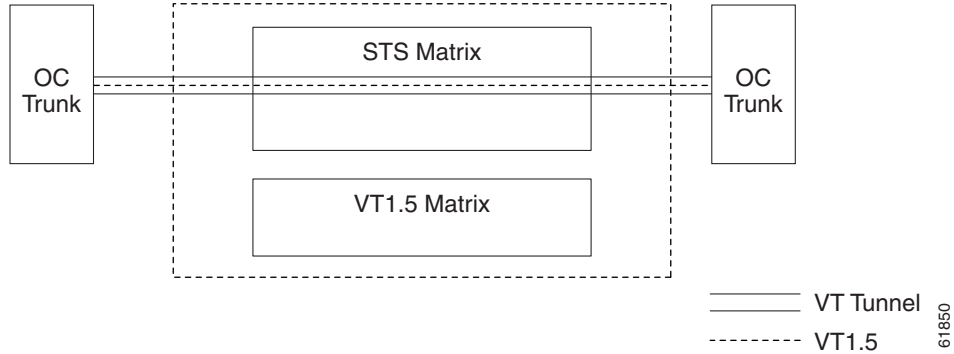 STS Matrix
OC
Trunk
OC
Trunk
VT1.5 Matrix
VT Tunnel
VT1.5
61850